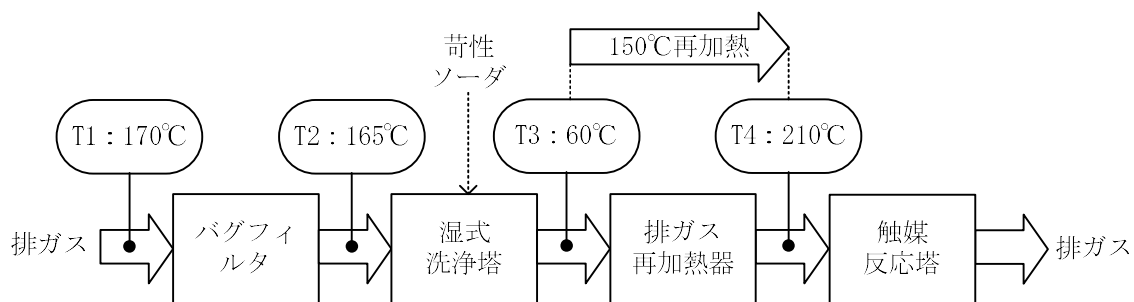 150℃再加熱
苛性
ソーダ
T1：170℃
T2：165℃
T3：60℃
T4：210℃
排ガス
バグフィ
ルタ
湿式
洗浄塔
排ガス
再加熱器
触媒
反応塔
排ガス